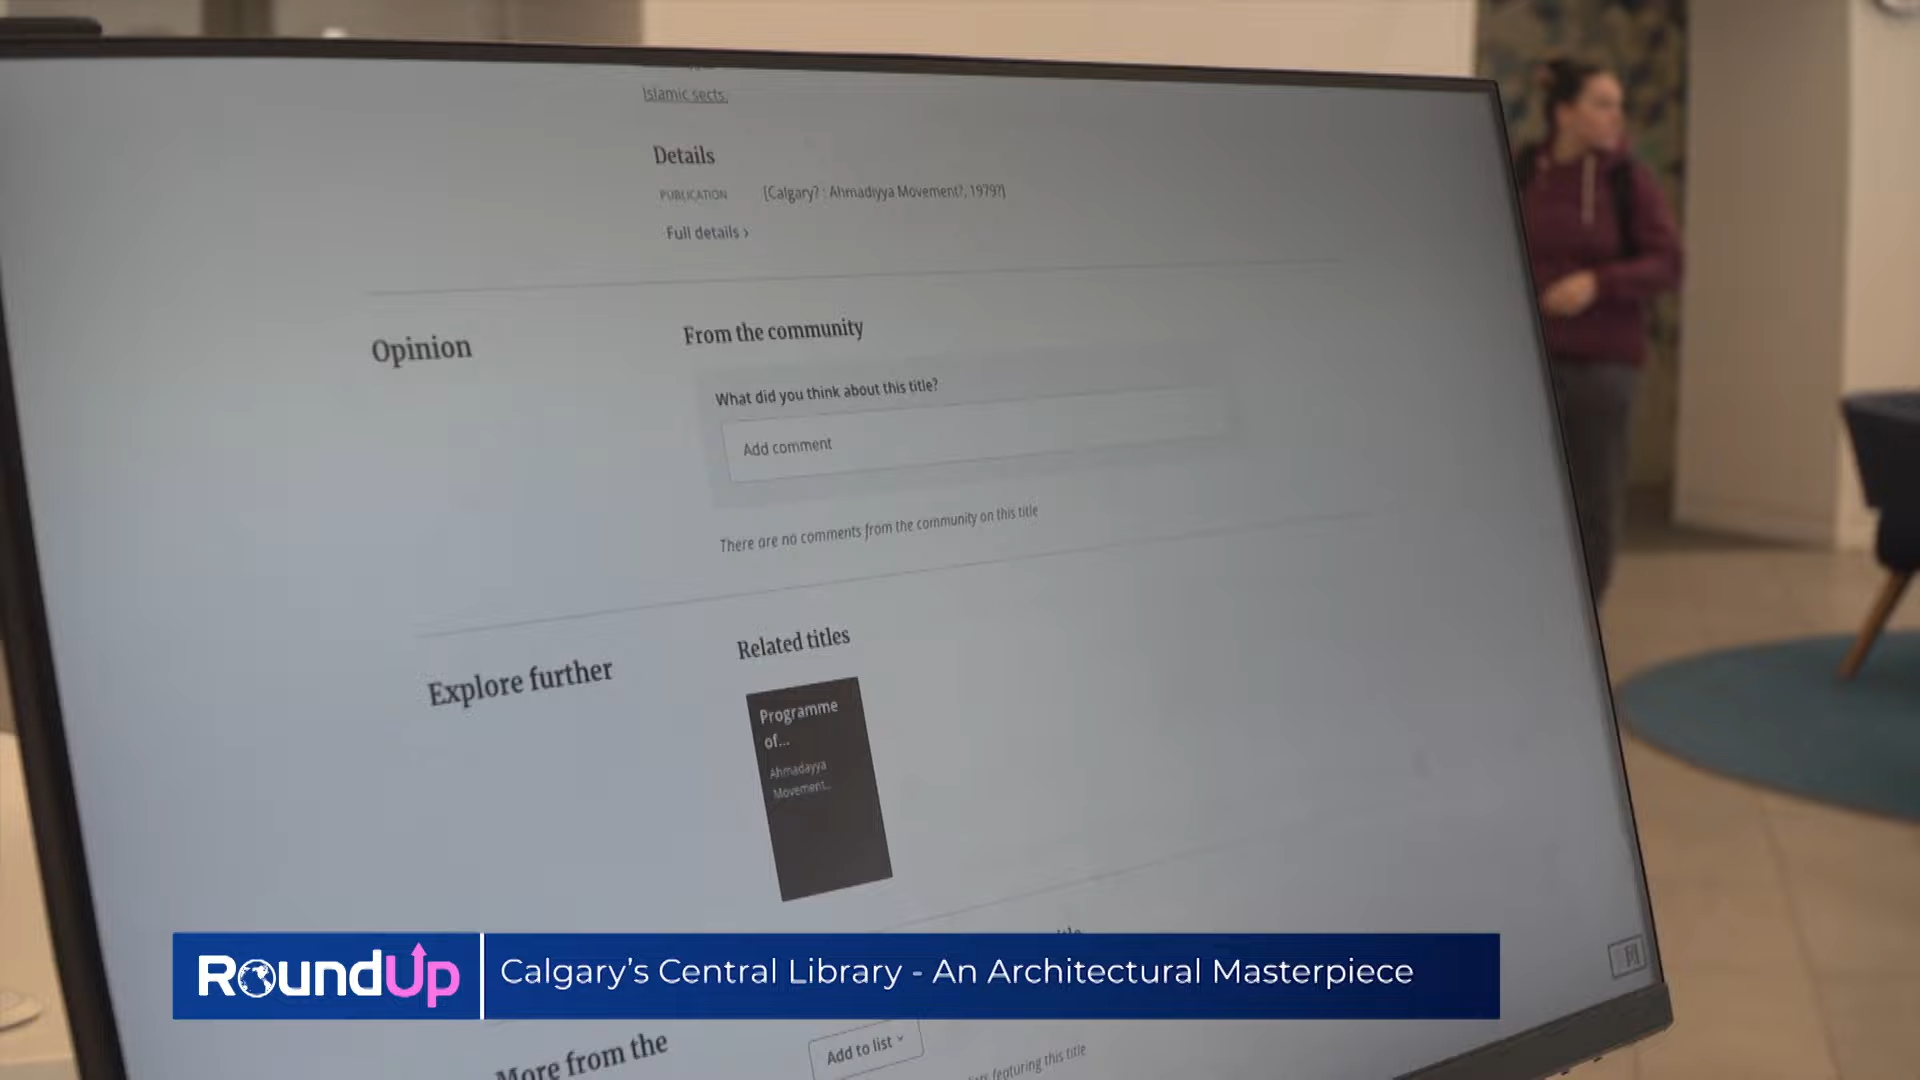 Islamic sects.
Details
PUBLICATION [Calgary? : Ahmadiyya Movement?, 1979?]
Full details ›
Opinion
From the community
What did you think about this title?
Add comment
There are no comments from the community on this title
Explore further
Related titles
Programme
of...
Ahmadayya
Movement...
RoundUp
Calgary's Central Library - An Architectural Masterpiece
More from the
Add to list
featuring this title